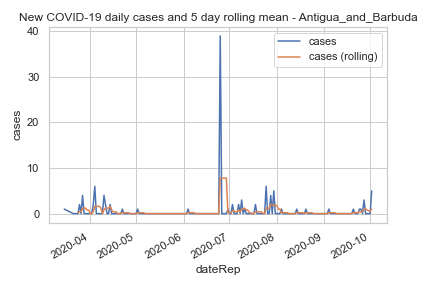 New COVID-19 daily cases and 5 day rolling mean - Antigua_and_Barbuda
cases
cases (rolling)
40
30
20
10
0
cases
2020-04
2020-05
2020-06
2020-07
2020-08
2020-09
2020-10
dateRep